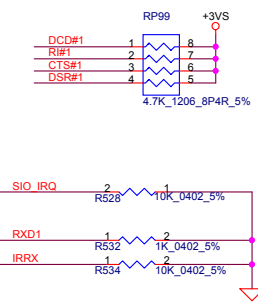 RP99 +3VS
DCD#1 1 8
RI#1 2 7
CTS#1 3 6
DSR#1 4 5
4.7K_1206_8P4R_5%
SIO_IRQ 2 1
R528 10K_0402_5%
RXD1 1 2
R532 1K_0402_5%
IRRX 1 2
R534 10K_0402_5%